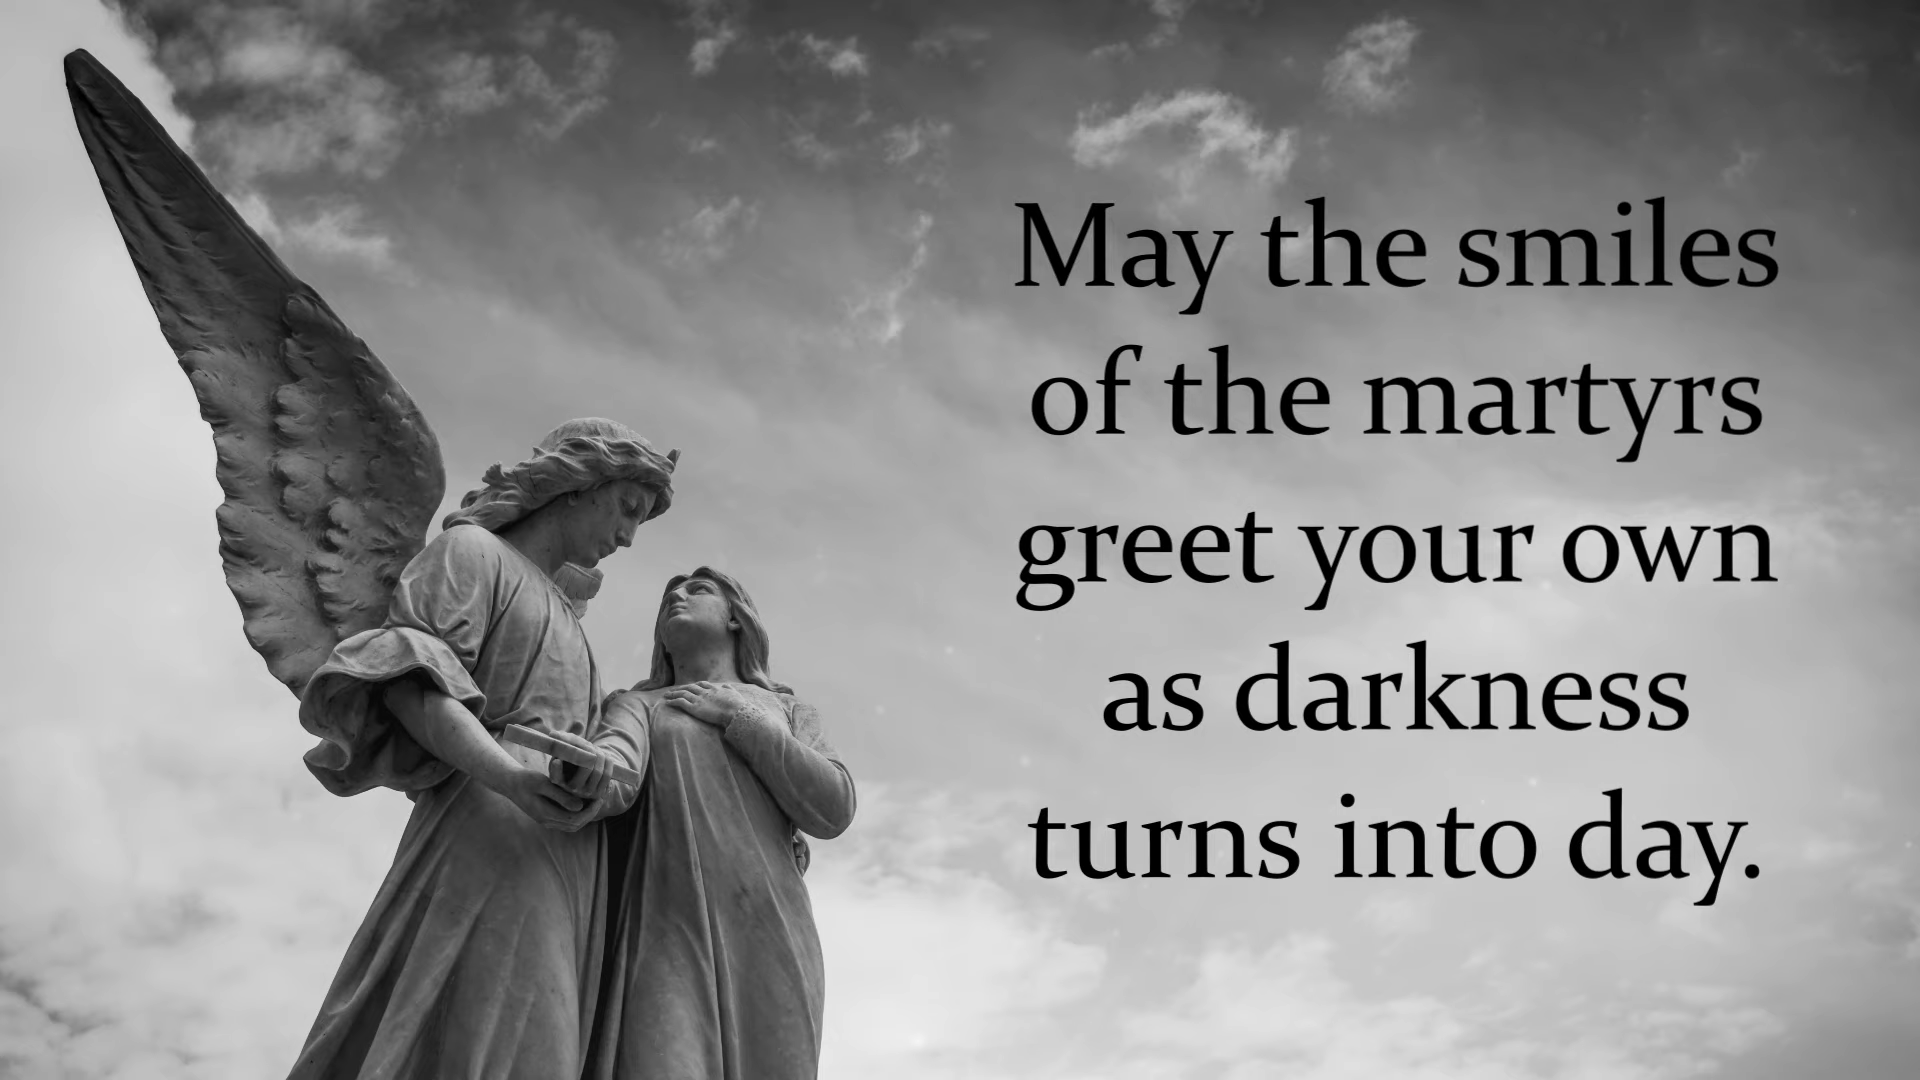 May the smiles
of the martyrs
greet your own
as darkness
turns into day.